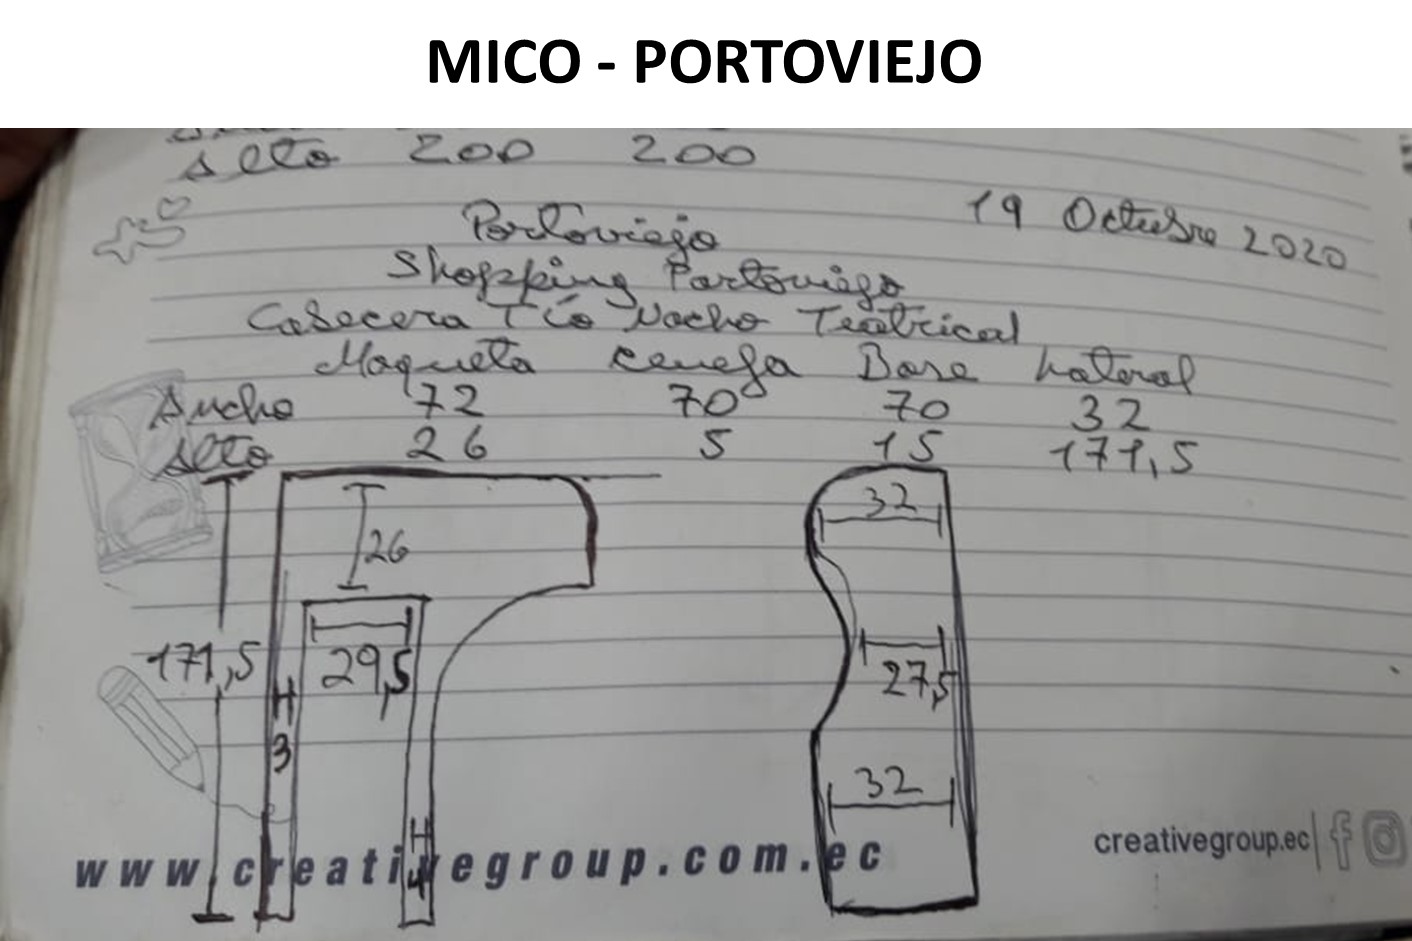 MICO - PORTOVIEJO
Alto 200 200
19 Octubre 2020
Portoviejo
Shopping Portoviejo
Cabecera Tío Nacho Teatrical
Maqueta cenefa Base Lateral
Ancho 72 70 70 32
Alto 26 5 15 171,5
32
26
171,5
29,5
27,5
3
32
4
www.creativegroup.com.ec
creativegroup.ec